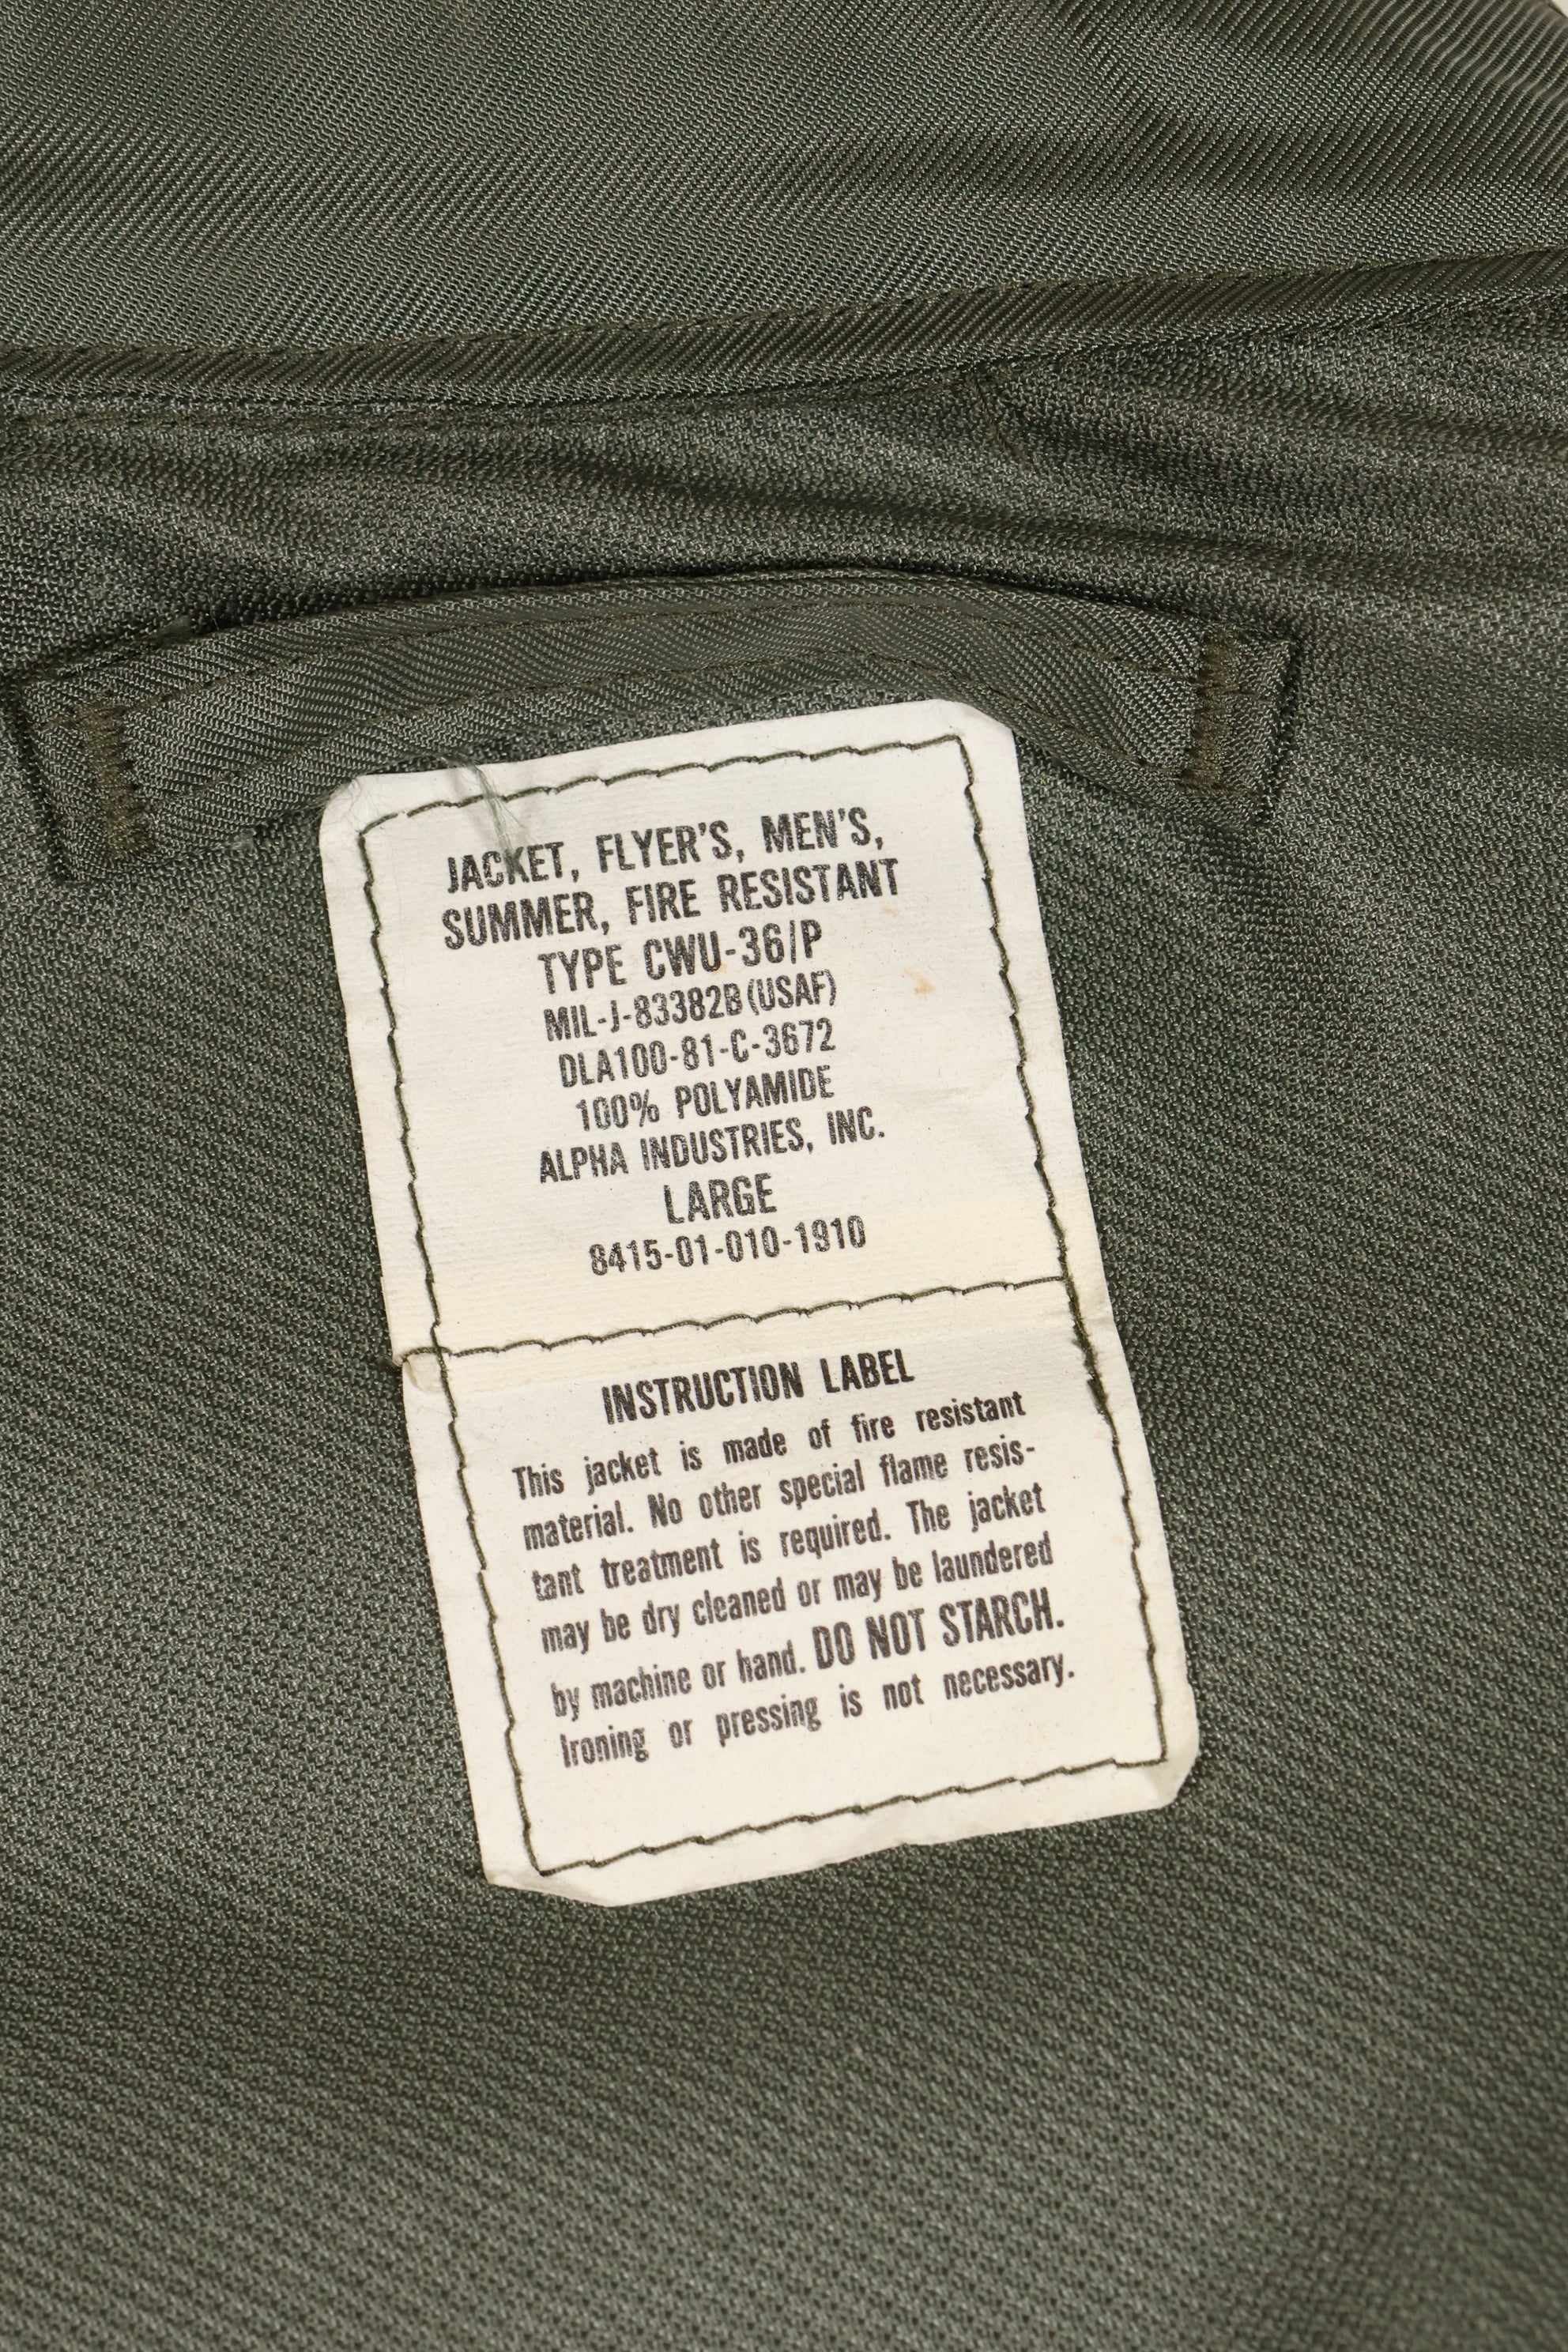 JACKET, FLYER'S, MEN'S,
SUMMER, FIRE RESISTANT
TYPE CWU-36/P
MIL-J-83382B(USAF)
DLA100-81-C-3672
100% POLYAMIDE
ALPHA INDUSTRIES, INC.
LARGE
8415-01-010-1910
INSTRUCTION LABEL
This jacket is made of fire resistant
material. No other special flame resis-
tant treatment is required. The jacket
may be dry cleaned or may be laundered
by machine or hand. DO NOT STARCH.
Ironing or pressing is not necessary.